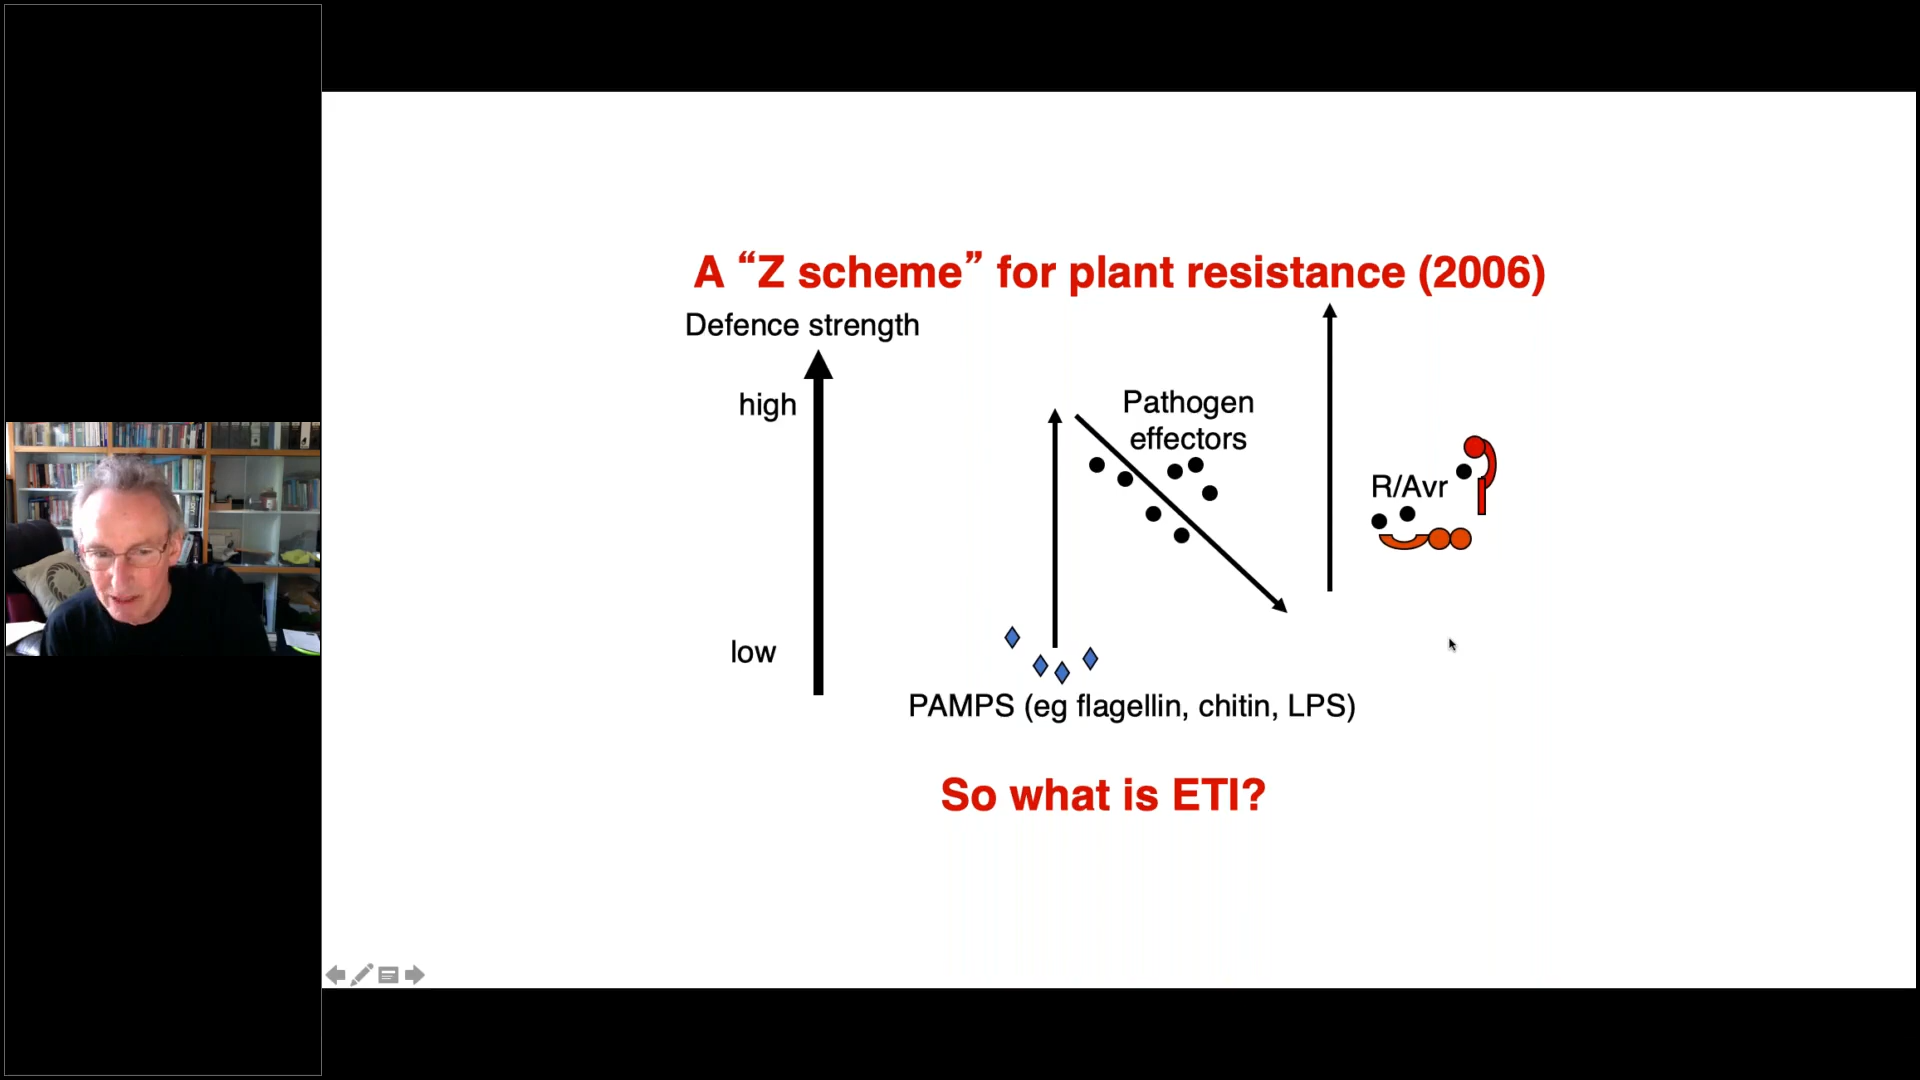 A “Z scheme” for plant resistance (2006)
Defence strength
high
Pathogen
effectors
R/Avr
low
PAMPS (eg flagellin, chitin, LPS)
So what is ETI?